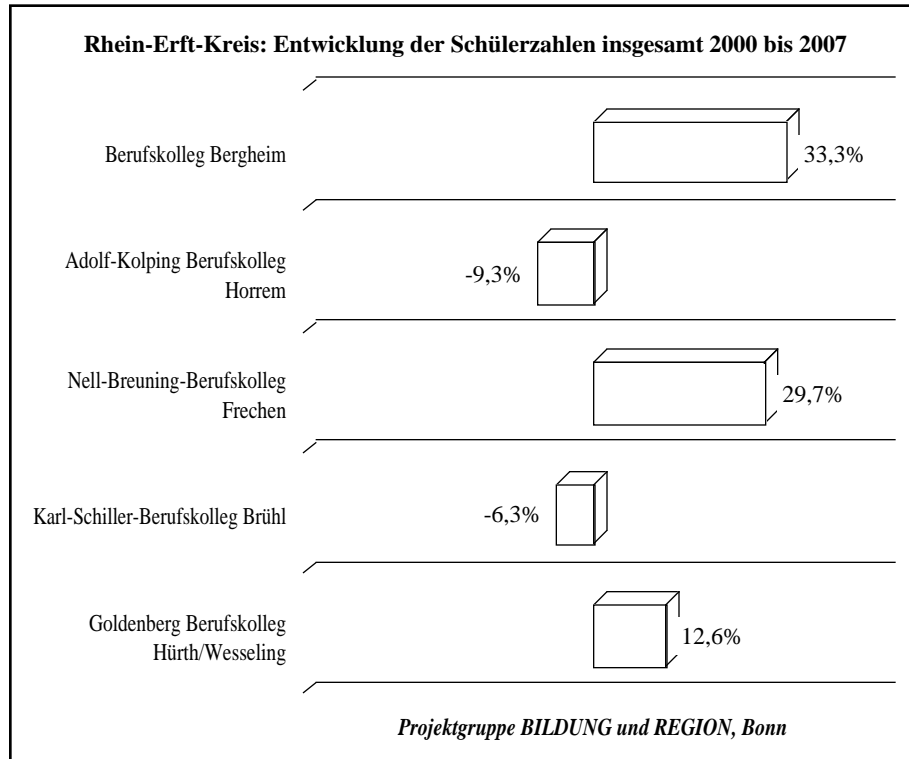 Rhein-Erft-Kreis: Entwicklung der Schülerzahlen insgesamt 2000 bis 2007
Berufskolleg Bergheim
33,3%
Adolf-Kolping Berufskolleg
Horrem
-9,3%
Nell-Breuning-Berufskolleg
Frechen
29,7%
Karl-Schiller-Berufskolleg Brühl
-6,3%
Goldenberg Berufskolleg
Hürth/Wesseling
12,6%
Projektgruppe BILDUNG und REGION, Bonn